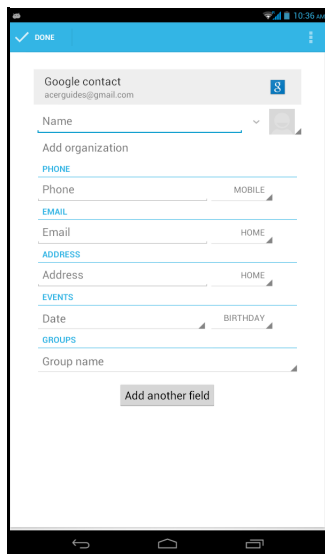 10:36 AM
DONE
Google contact
acerguides@gmail.com
8
Name
Add organization
PHONE
Phone MOBILE
EMAIL
Email HOME
ADDRESS
Address HOME
EVENTS
Date BIRTHDAY
GROUPS
Group name
Add another field